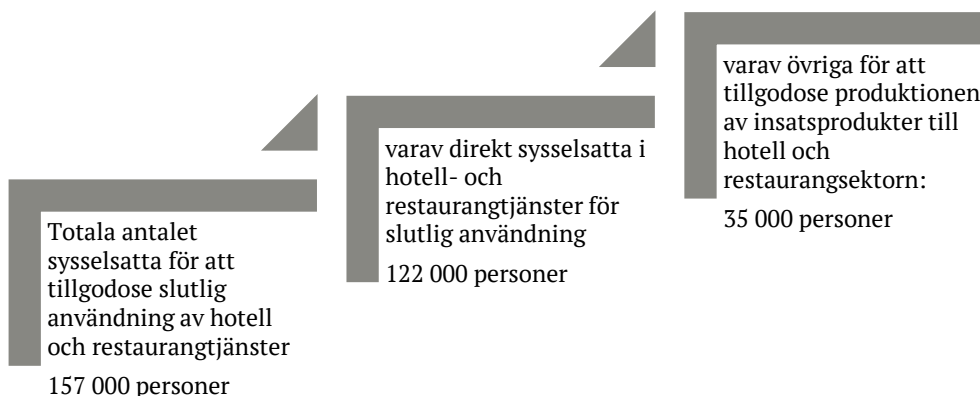 Totala antalet
sysselsatta för att
tillgodose slutlig
användning av hotell
och restaurangtjänster
157 000 personer
varav direkt sysselsatta i
hotell- och
restaurangtjänster för
slutlig användning
122 000 personer
varav övriga för att
tillgodose produktionen
av insatsprodukter till
hotell och
restaurangsektorn:
35 000 personer